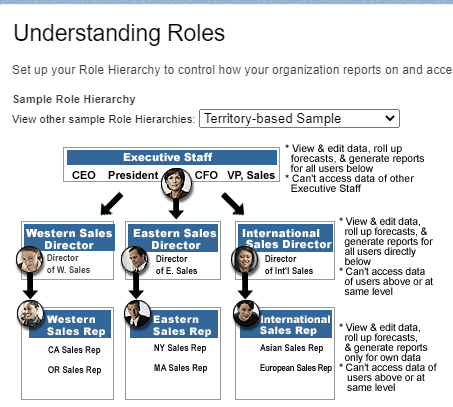 Understanding Roles
Set up your Role Hierarchy to control how your organization reports on and acce
Sample Role Hierarchy
View other sample Role Hierarchies: Territory-based Sample
Executive Staff
CEO President CFO VP, Sales
* View & edit data, roll up
forecasts, & generate reports
for all users below
* Can't access data of other
Executive Staff
Western Sales
Director
Director
of W. Sales
Eastern Sales
Director
Director
of E. Sales
International
Sales Director
Director
of Int'l Sales
* View & edit data,
roll up forecasts, &
generate reports for
all users directly
below
* Can't access data
of users above or at
same level
Western
Sales Rep
CA Sales Rep
OR Sales Rep
Eastern
Sales Rep
NY Sales Rep
MA Sales Rep
International
Sales Rep
Asian Sales Rep
European Sales Rep
* View & edit data,
roll up forecasts,
& generate reports
only for own data
* Can't access data of
users above or at
same level